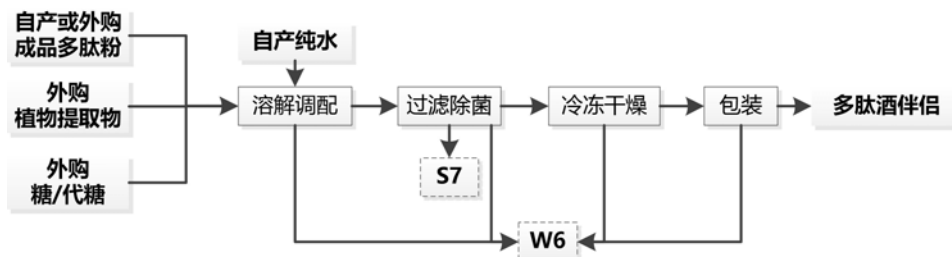 自产或外购
成品多肽粉
自产纯水
外购
植物提取物
溶解调配
过滤除菌
冷冻干燥
包装
多肽酒伴侣
外购
糖/代糖
S7
W6